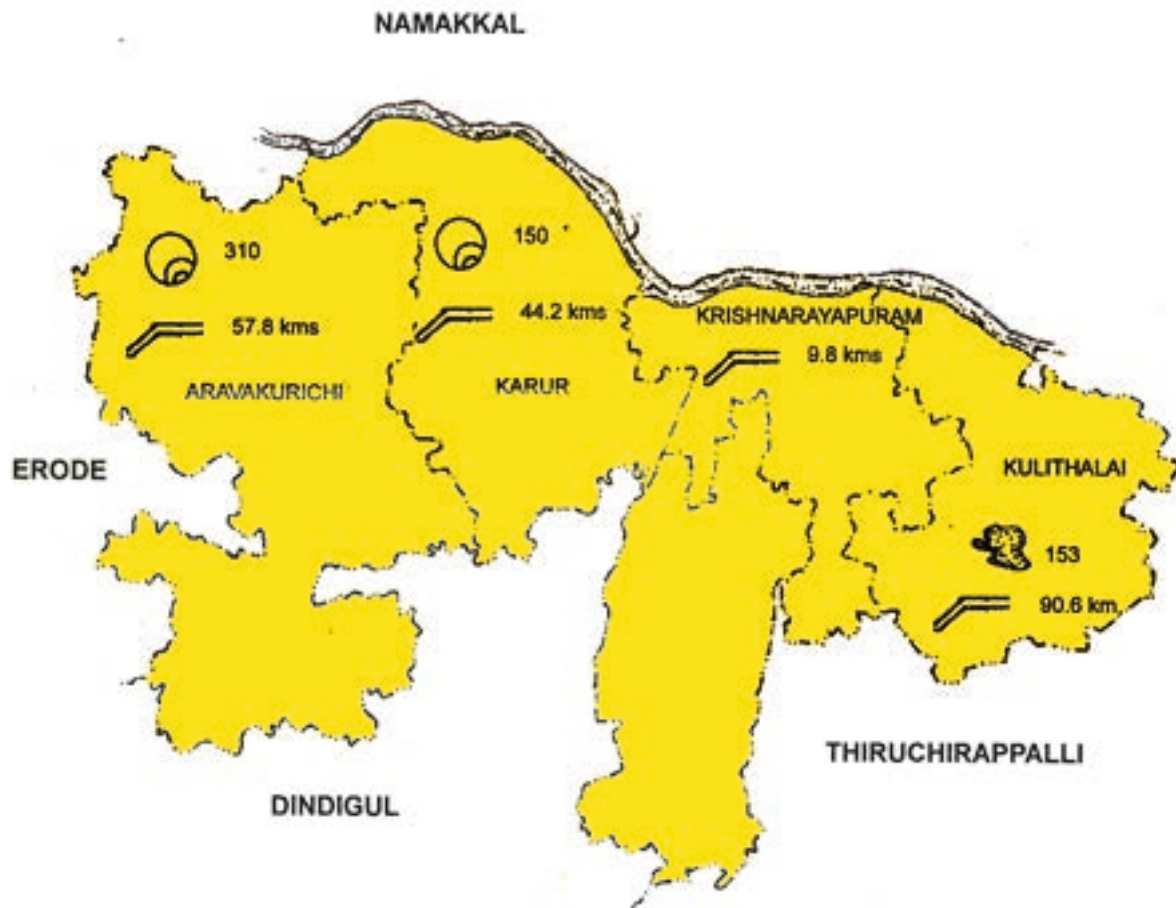 NAMAKKAL
310
150
57.8 kms
44.2 kms
KRISHNARAYAPURAM
9.8 kms
ARAVAKURICHI
KARUR
ERODE
KULITHALAI
153
90.6 km
THIRUCHIRAPPALLI
DINDIGUL